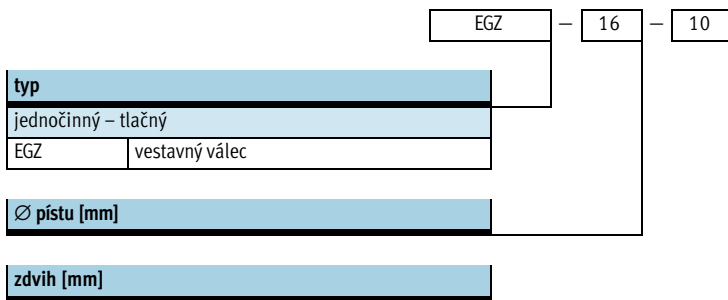 EGZ – 16 – 10
typ
jednočinný – tlačný
EGZ vestavný válec
∅ pístu [mm]
zdvih [mm]